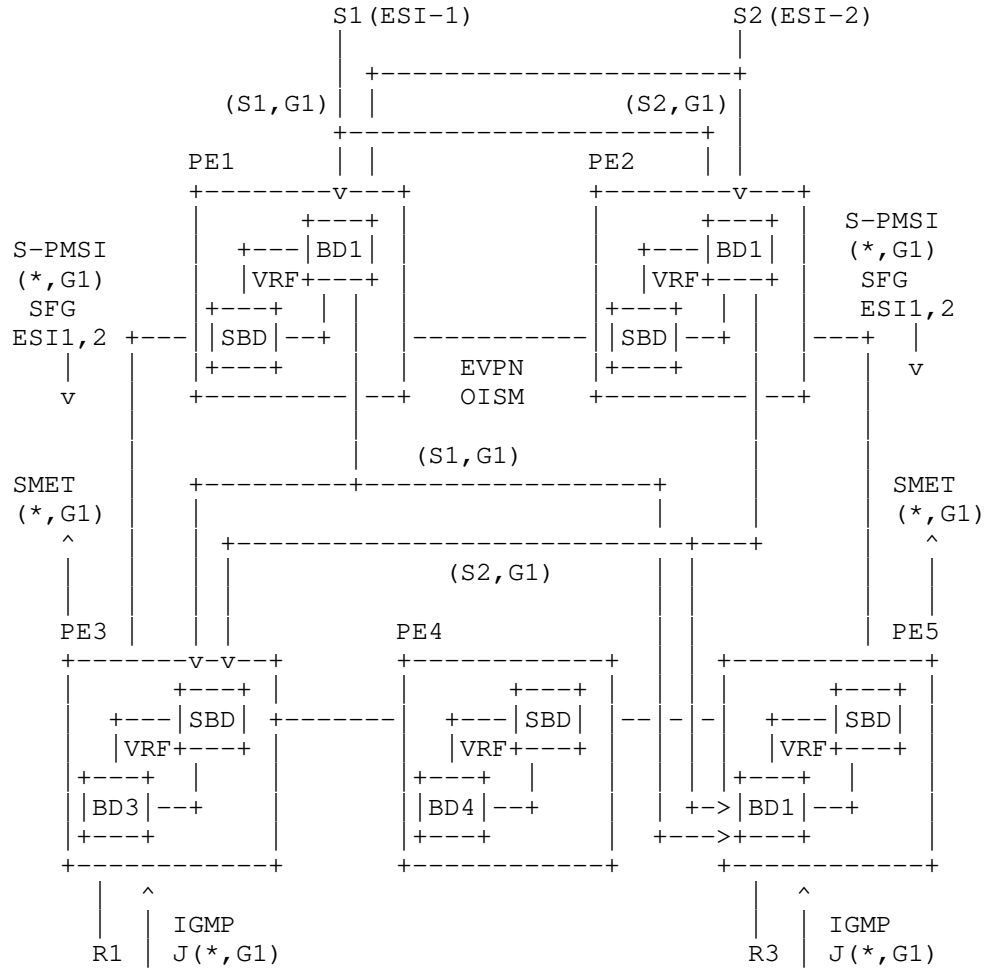 S1(ESI-1) S2(ESI-2)
(S1,G1) (S2,G1)
PE1 PE2
S-PMSI BD1 BD1 S-PMSI
(*,G1) VRF VRF (*,G1)
SFG SFG
ESI1,2 SBD SBD ESI1,2
v EVPN v
OISM
(S1,G1)
SMET SMET
(*,G1) (*,G1)
(S2,G1)
PE3 PE4 PE5
SBD SBD SBD
VRF VRF VRF
BD3 BD4 BD1
IGMP IGMP
R1 J(*,G1) R3 J(*,G1)